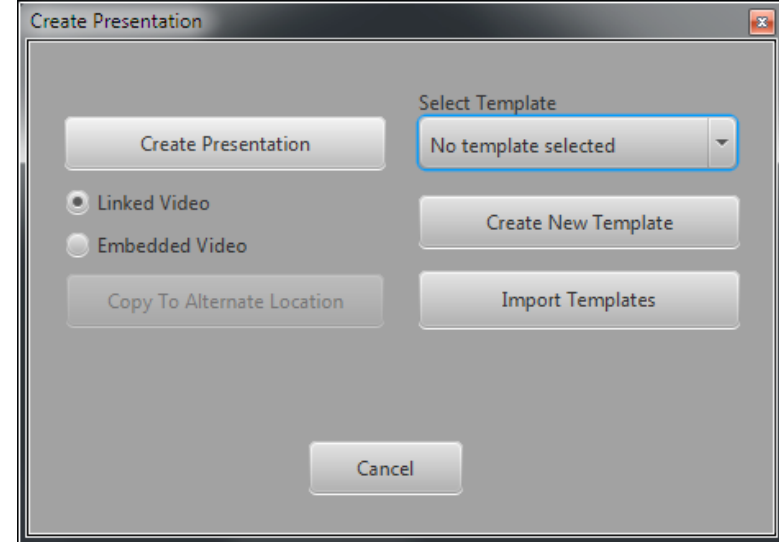 Create Presentation
Create Presentation
Linked Video
Embedded Video
Copy To Alternate Location
Select Template
No template selected
Create New Template
Import Templates
Cancel